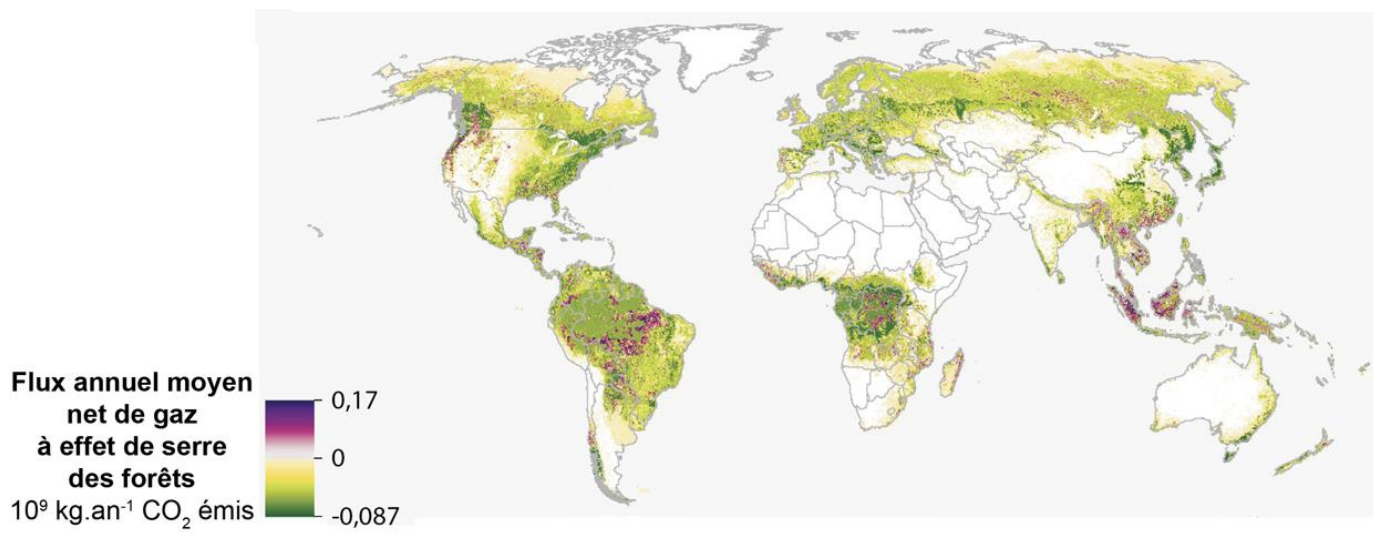 Flux annuel moyen
net de gaz
à effet de serre
des forêts
10⁹ kg.an⁻¹ CO₂ émis
0,17
0
-0,087